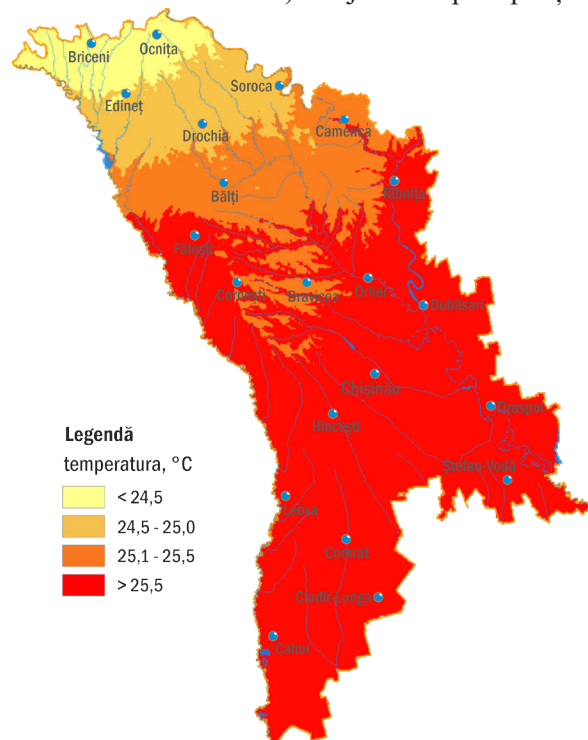 Ocnița
Briceni
Soroca
Edineț
Camenca
Drochia
Bălți
Rîbnița
Fălești
Cornești
Bravicea
Orhei
Dubăsari
Chișinău
Tiraspol
Hîncești
Ștefan-Vodă
Leova
Comrat
Ciadîr-Lunga
Cahul
Legendă
temperatura, °C
< 24,5
24,5 - 25,0
25,1 - 25,5
> 25,5